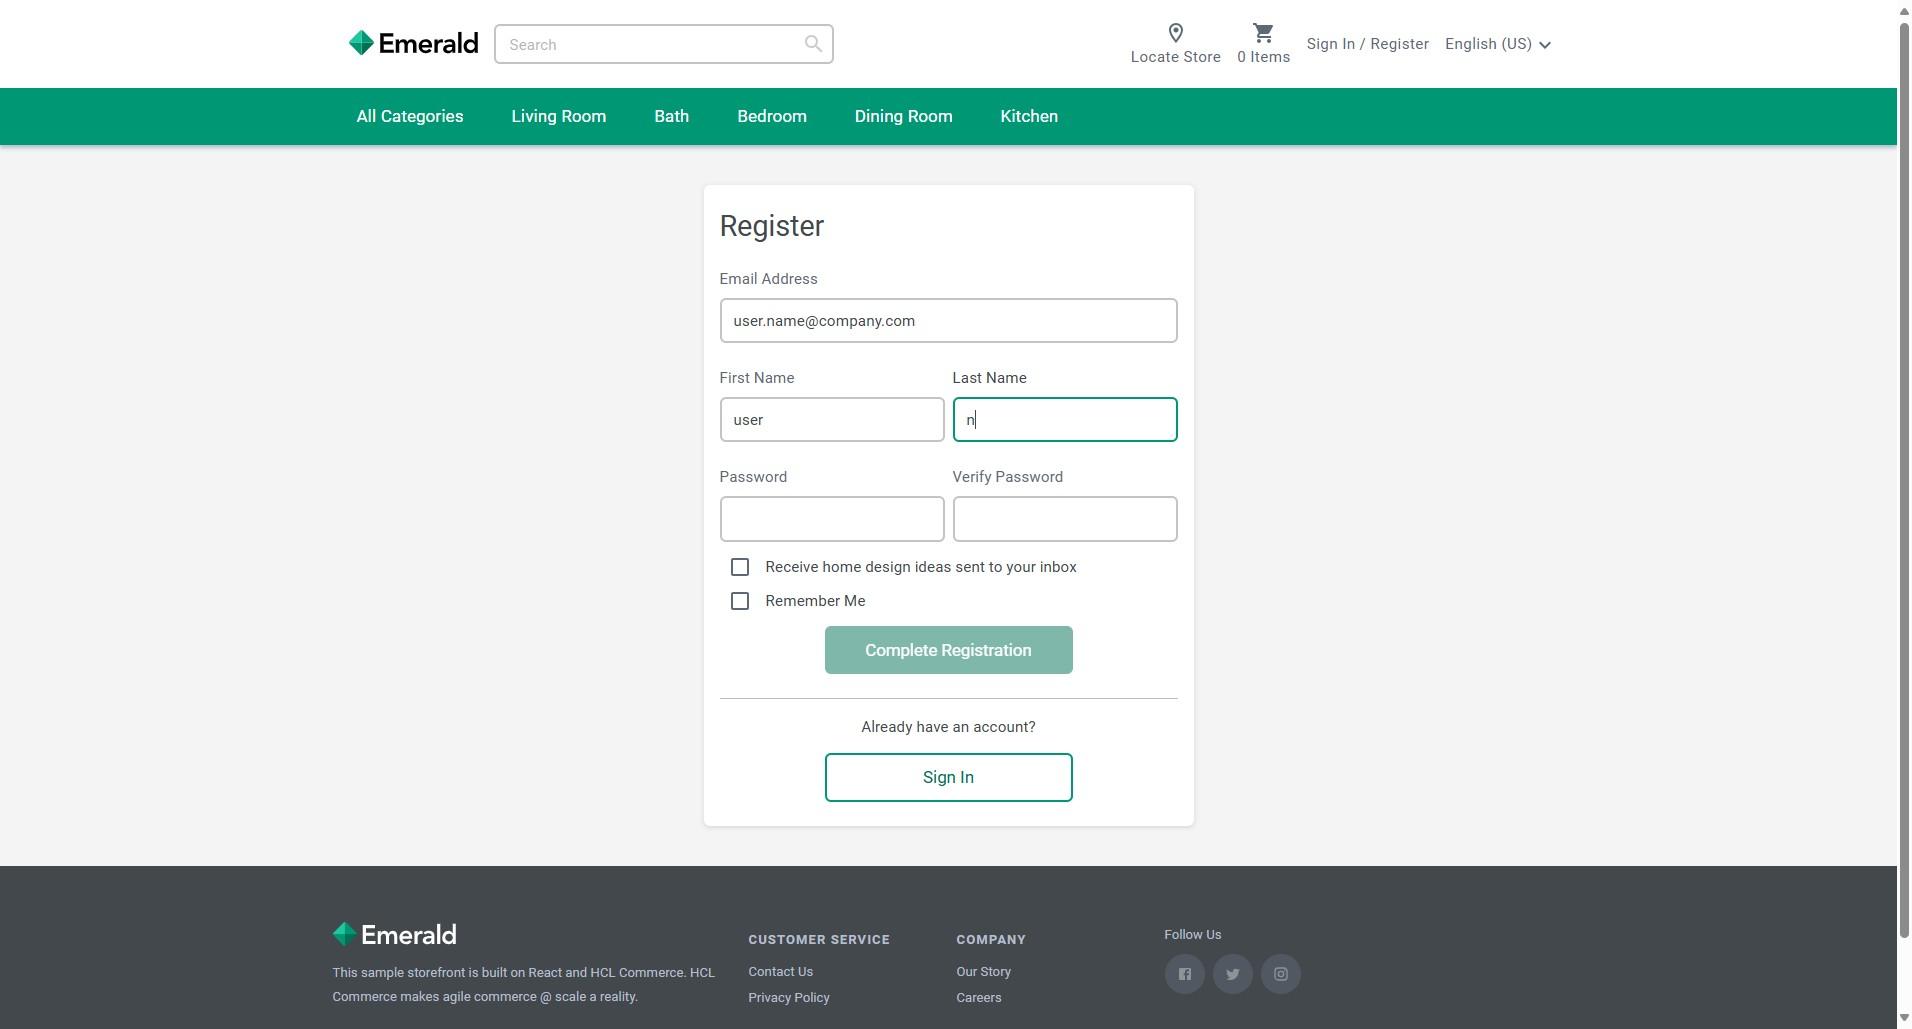 Emerald
Search
Locate Store
0 Items
Sign In / Register
English (US)
All Categories
Living Room
Bath
Bedroom
Dining Room
Kitchen
Register
Email Address
user.name@company.com
First Name
Last Name
user
n
Password
Verify Password
Receive home design ideas sent to your inbox
Remember Me
Complete Registration
Already have an account?
Sign In
Emerald
This sample storefront is built on React and HCL Commerce. HCL
Commerce makes agile commerce @ scale a reality.
CUSTOMER SERVICE
Contact Us
Privacy Policy
COMPANY
Our Story
Careers
Follow Us